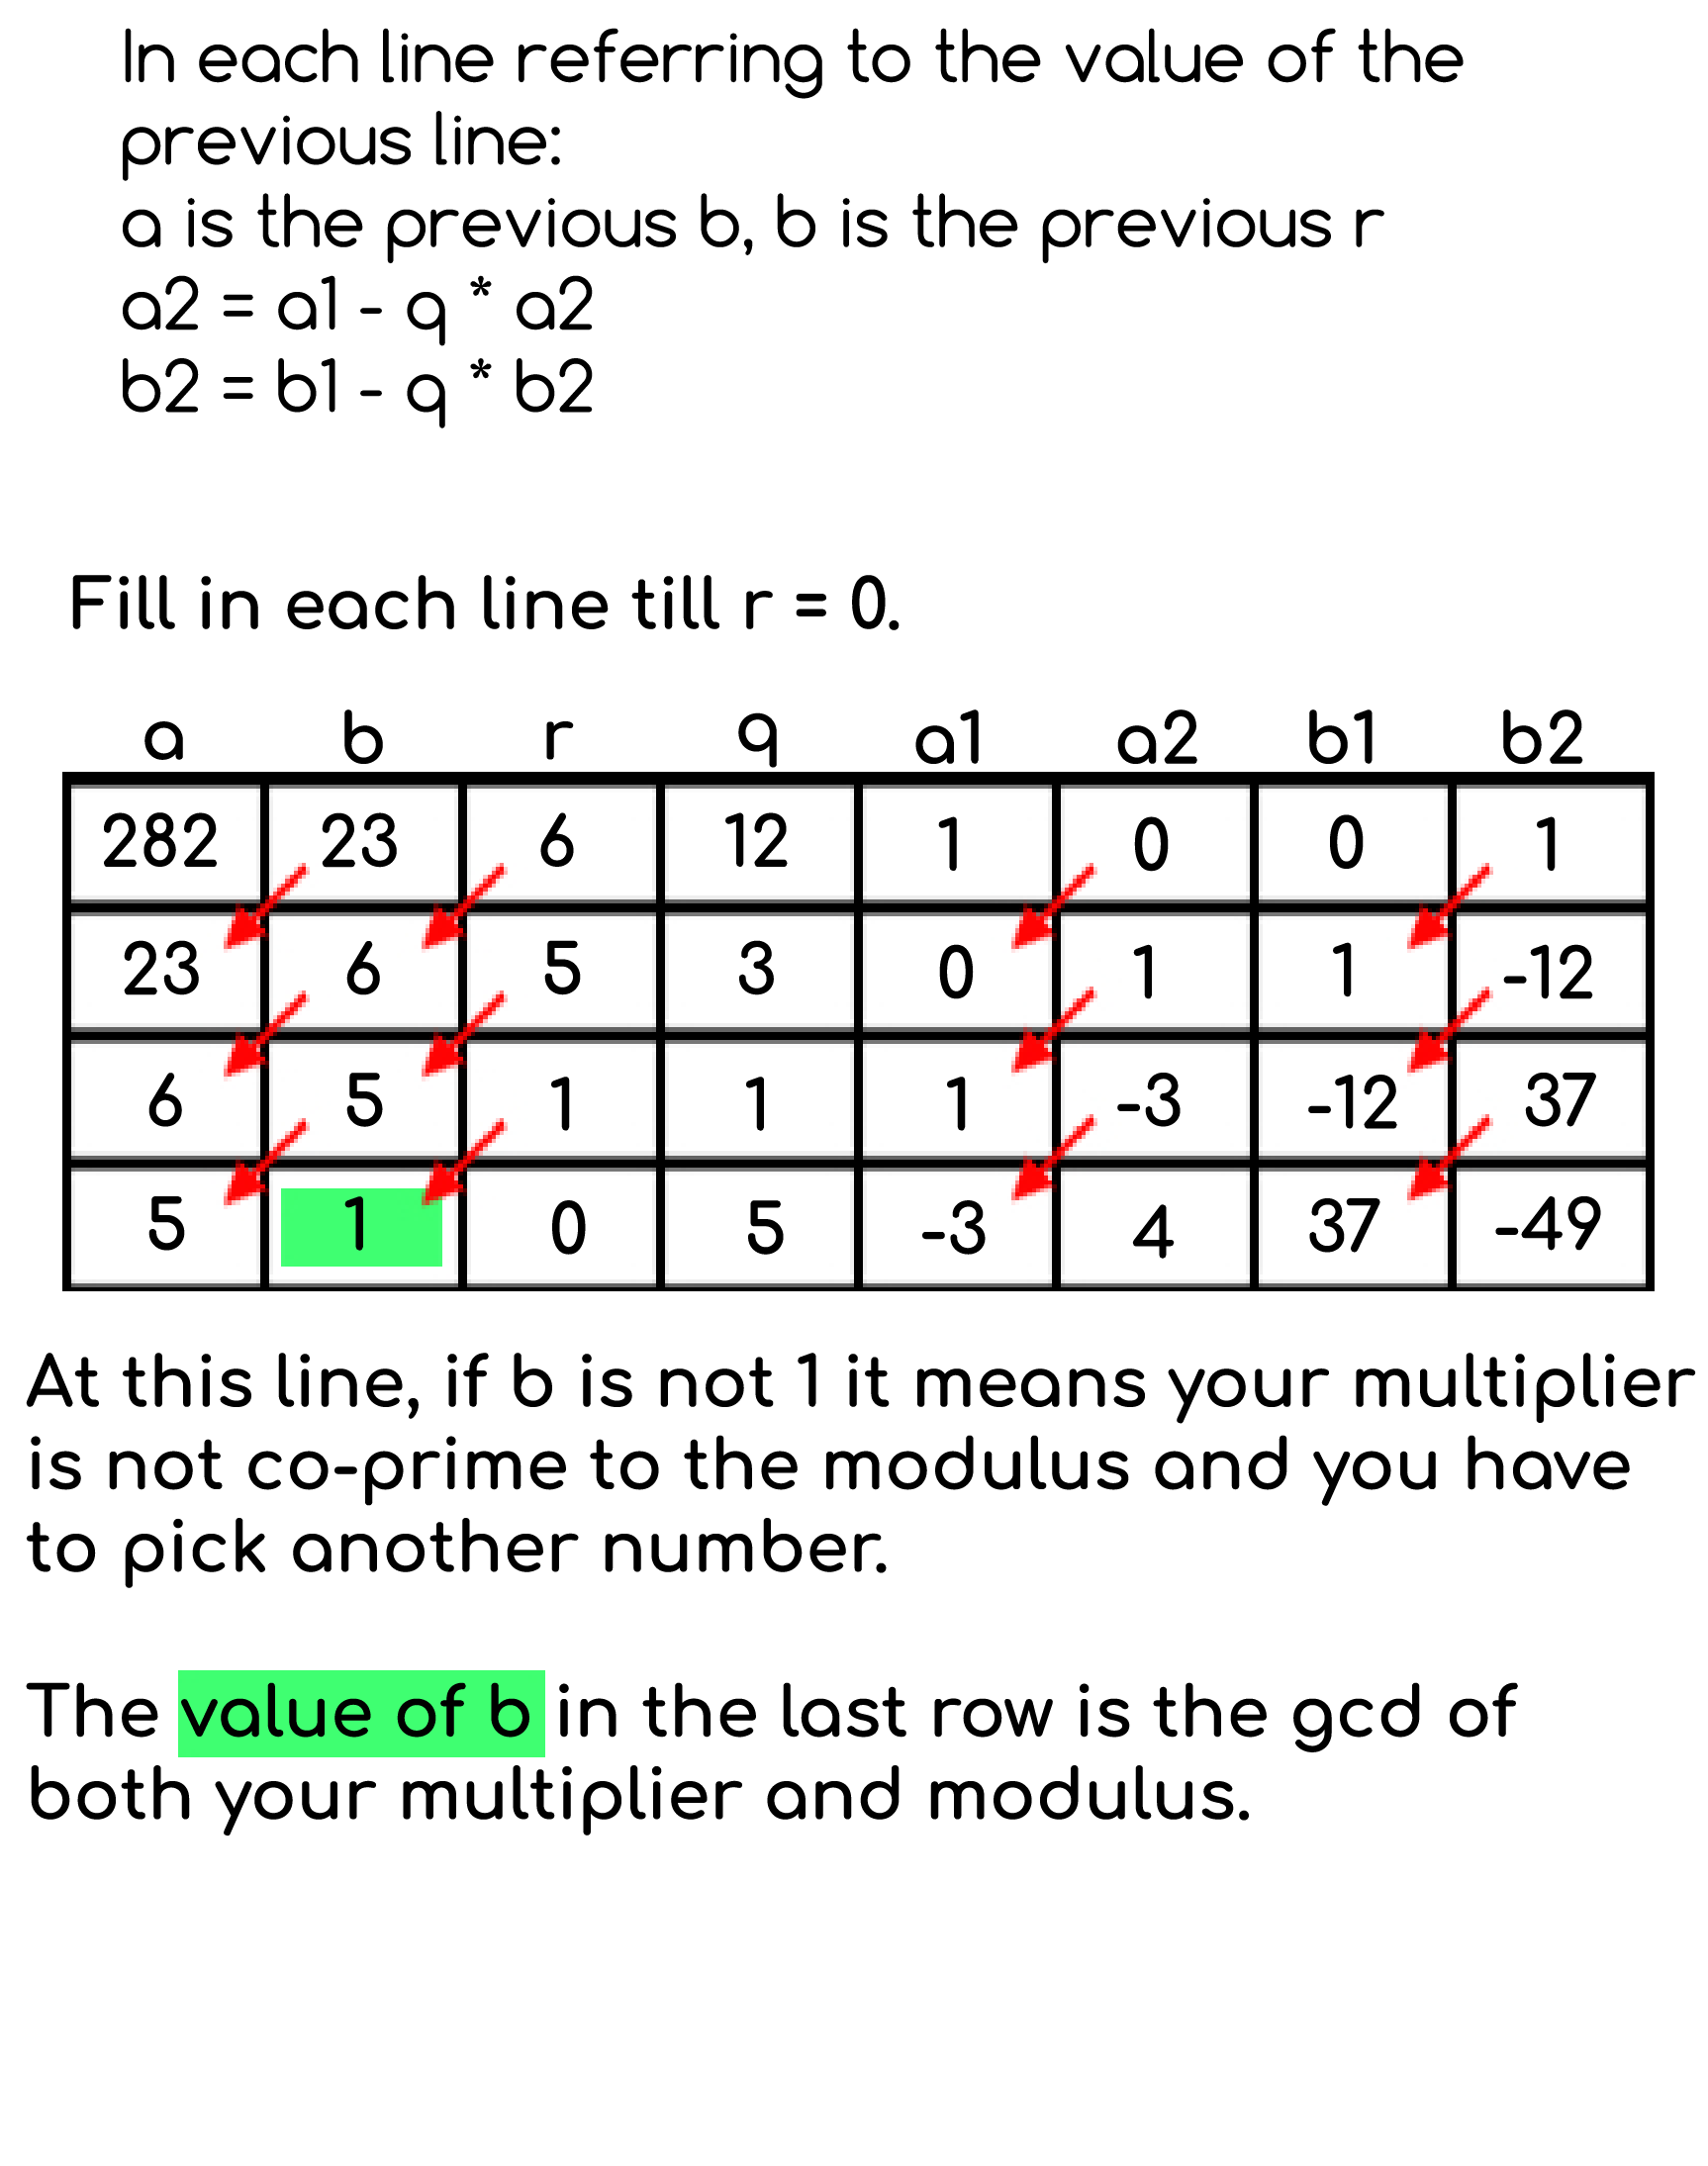 In each line referring to the value of the
previous line:
a is the previous b, b is the previous r
a2 = a1 - q * a2
b2 = b1 - q * b2
Fill in each line till r = 0.
a b r q a1 a2 b1 b2
282 23 6 12 1 0 0 1
23 6 5 3 0 1 1 -12
6 5 1 1 1 -3 -12 37
5 1 0 5 -3 4 37 -49
At this line, if b is not 1 it means your multiplier
is not co-prime to the modulus and you have
to pick another number.
The value of b in the last row is the gcd of
both your multiplier and modulus.